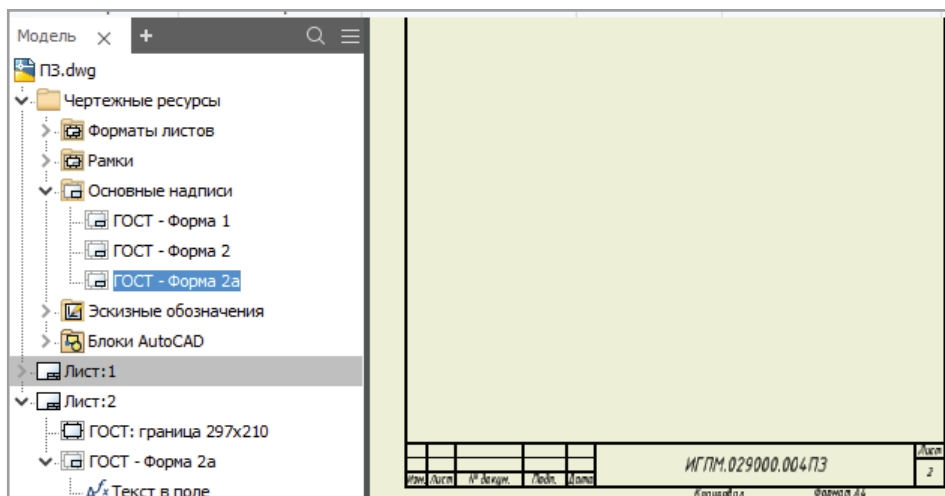 Модель
ПЗ.dwg
Чертежные ресурсы
Форматы листов
Рамки
Основные надписи
ГОСТ - Форма 1
ГОСТ - Форма 2
ГОСТ - Форма 2а
Эскизные обозначения
Блоки AutoCAD
Лист:1
Лист:2
ГОСТ: граница 297x210
ГОСТ - Форма 2а
Текст в поле
ИГПМ.029000.004ПЗ
Лист
2
Изм. Лист № докум. Подп. Дата
Копировал Формат А4